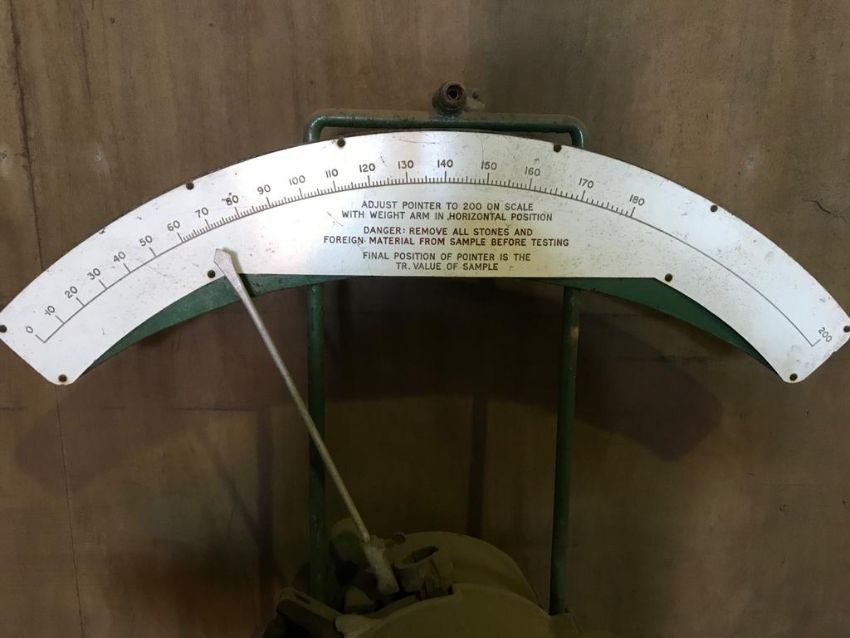 0 10 20 30 40 50 60 70 80 90 100 110 120 130 140 150 160 170 180 200
ADJUST POINTER TO 200 ON SCALE
WITH WEIGHT ARM IN HORIZONTAL POSITION
DANGER: REMOVE ALL STONES AND
FOREIGN MATERIAL FROM SAMPLE BEFORE TESTING
FINAL POSITION OF POINTER IS THE
TR. VALUE OF SAMPLE